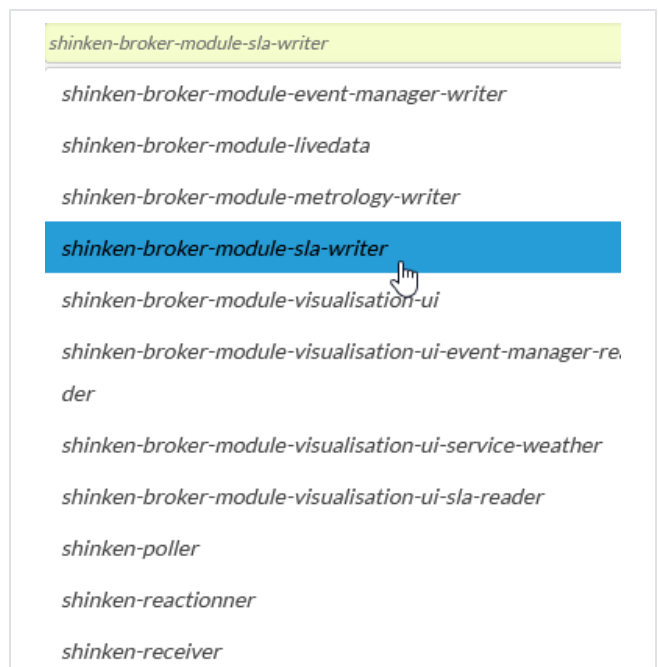 shinken-broker-module-sla-writer
shinken-broker-module-event-manager-writer
shinken-broker-module-livedata
shinken-broker-module-metrology-writer
shinken-broker-module-sla-writer
shinken-broker-module-visualisation-ui
shinken-broker-module-visualisation-ui-event-manager-rea
der
shinken-broker-module-visualisation-ui-service-weather
shinken-broker-module-visualisation-ui-sla-reader
shinken-poller
shinken-reactionner
shinken-receiver